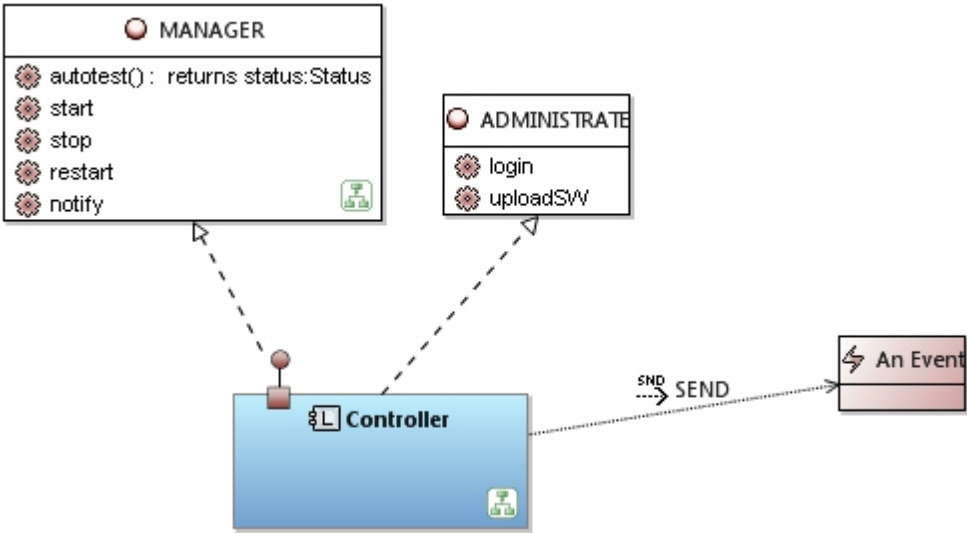 MANAGER
autotest() : returns status:Status
start
stop
restart
notify
ADMINISTRATE
login
uploadSW
SND
SEND
An Event
L
Controller